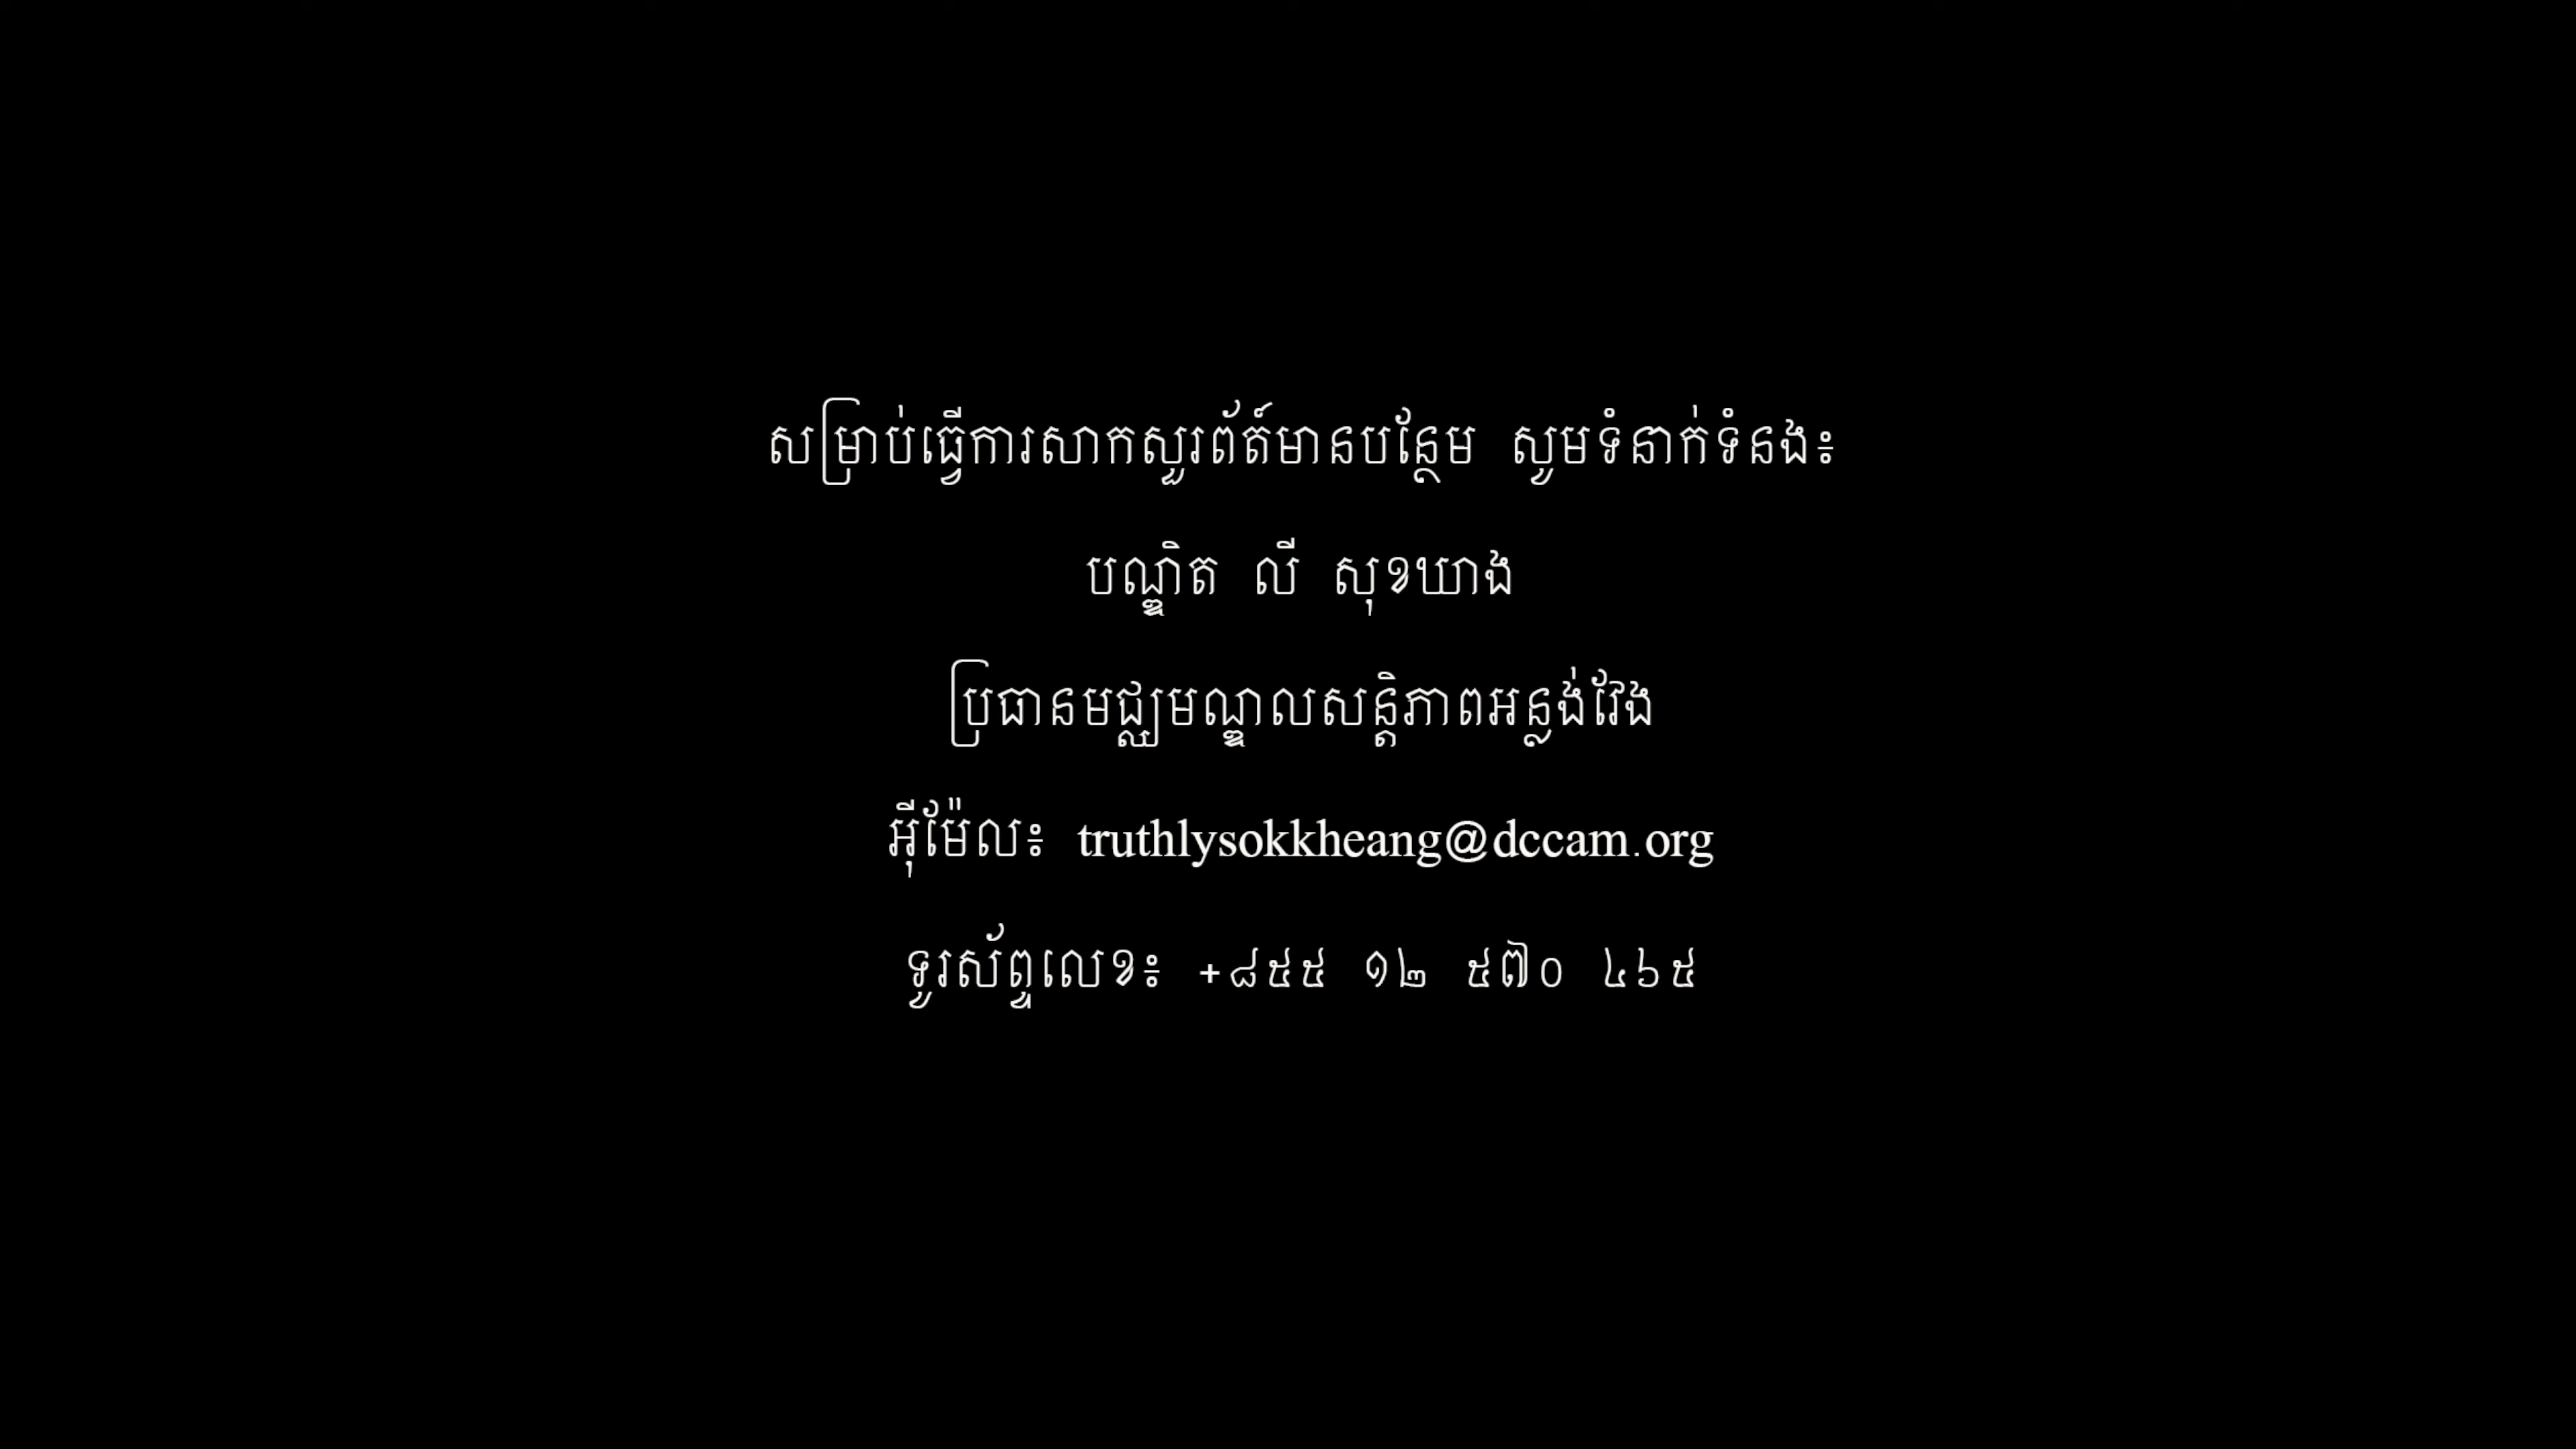 សម្រាប់ធ្វើការសាកសួរព័ត៌មានបន្ថែម សូមទំនាក់ទំនង៖
បណ្ឌិត លី សុខឃាង
ប្រធានមជ្ឈមណ្ឌលសន្តិភាពអន្លង់វែង
អ៊ីម៉ែល៖ truthlysokkheang@dccam.org
ទូរស័ព្ទលេខ៖ +៨៥៥ ១២ ៥៧០ ៤៦៥